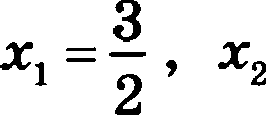 x₁ = 3/2 , x₂